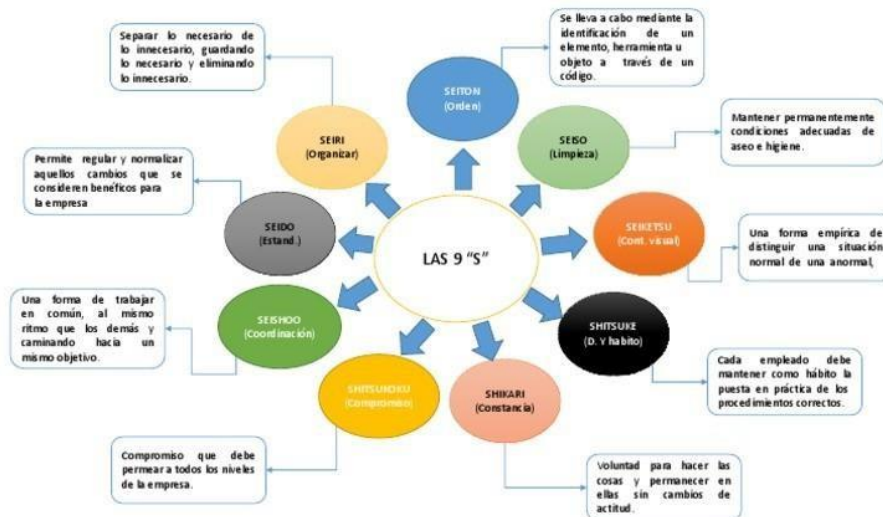 Separar lo necesario de
lo innecesario, guardando
lo necesario y eliminando
lo innecesario.
SEIRI
(Organizar)
Se lleva a cabo mediante la
identificación de un
elemento, herramienta u
objeto a través de un
código.
SEITON
(Orden)
Mantener permanentemente
condiciones adecuadas de
aseo e higiene.
SEISO
(Limpieza)
Una forma empírica de
distinguir una situación
normal de una anormal,
SEIKETSU
(Cont. visual)
Cada empleado debe
mantener como hábito la
puesta en práctica de los
procedimientos correctos.
SHITSUKE
(D. Y habito)
Voluntad para hacer las
cosas y permanecer en
ellas sin cambios de
actitud.
SHIKARI
(Constancia)
Compromiso que debe
permear a todos los niveles
de la empresa.
SHITSUKOKU
(Compromiso)
Una forma de trabajar
en común, al mismo
ritmo que los demás y
caminando hacia un
mismo objetivo.
SEISHOO
(Coordinación)
Permite regular y normalizar
aquellos cambios que se
consideren benéficos para
la empresa
SEIDO
(Estand.)
LAS 9 "S"